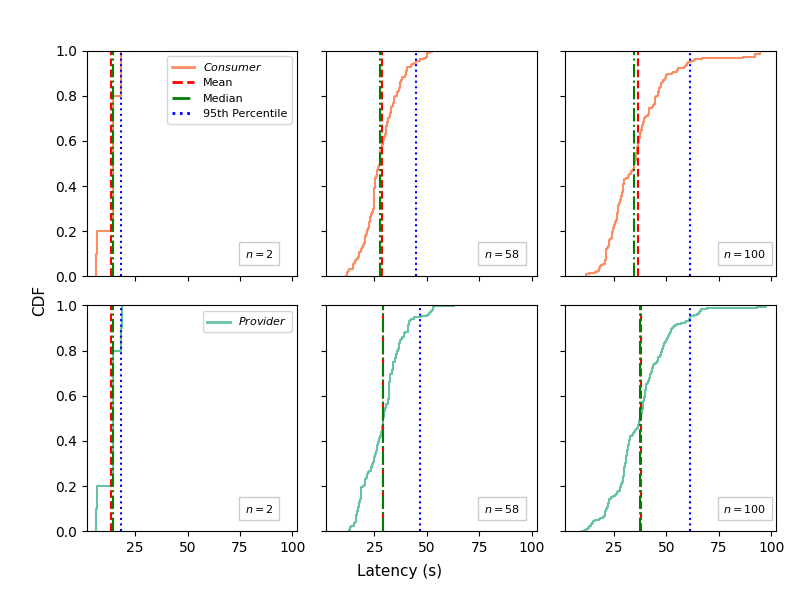 1.0
0.8
0.6
0.4
0.2
0.0
Consumer
Mean
Median
95th Percentile
n = 2
n = 58
n = 100
CDF
1.0
0.8
0.6
0.4
0.2
0.0
Provider
n = 2
n = 58
n = 100
25 50 75 100
25 50 75 100
25 50 75 100
Latency (s)